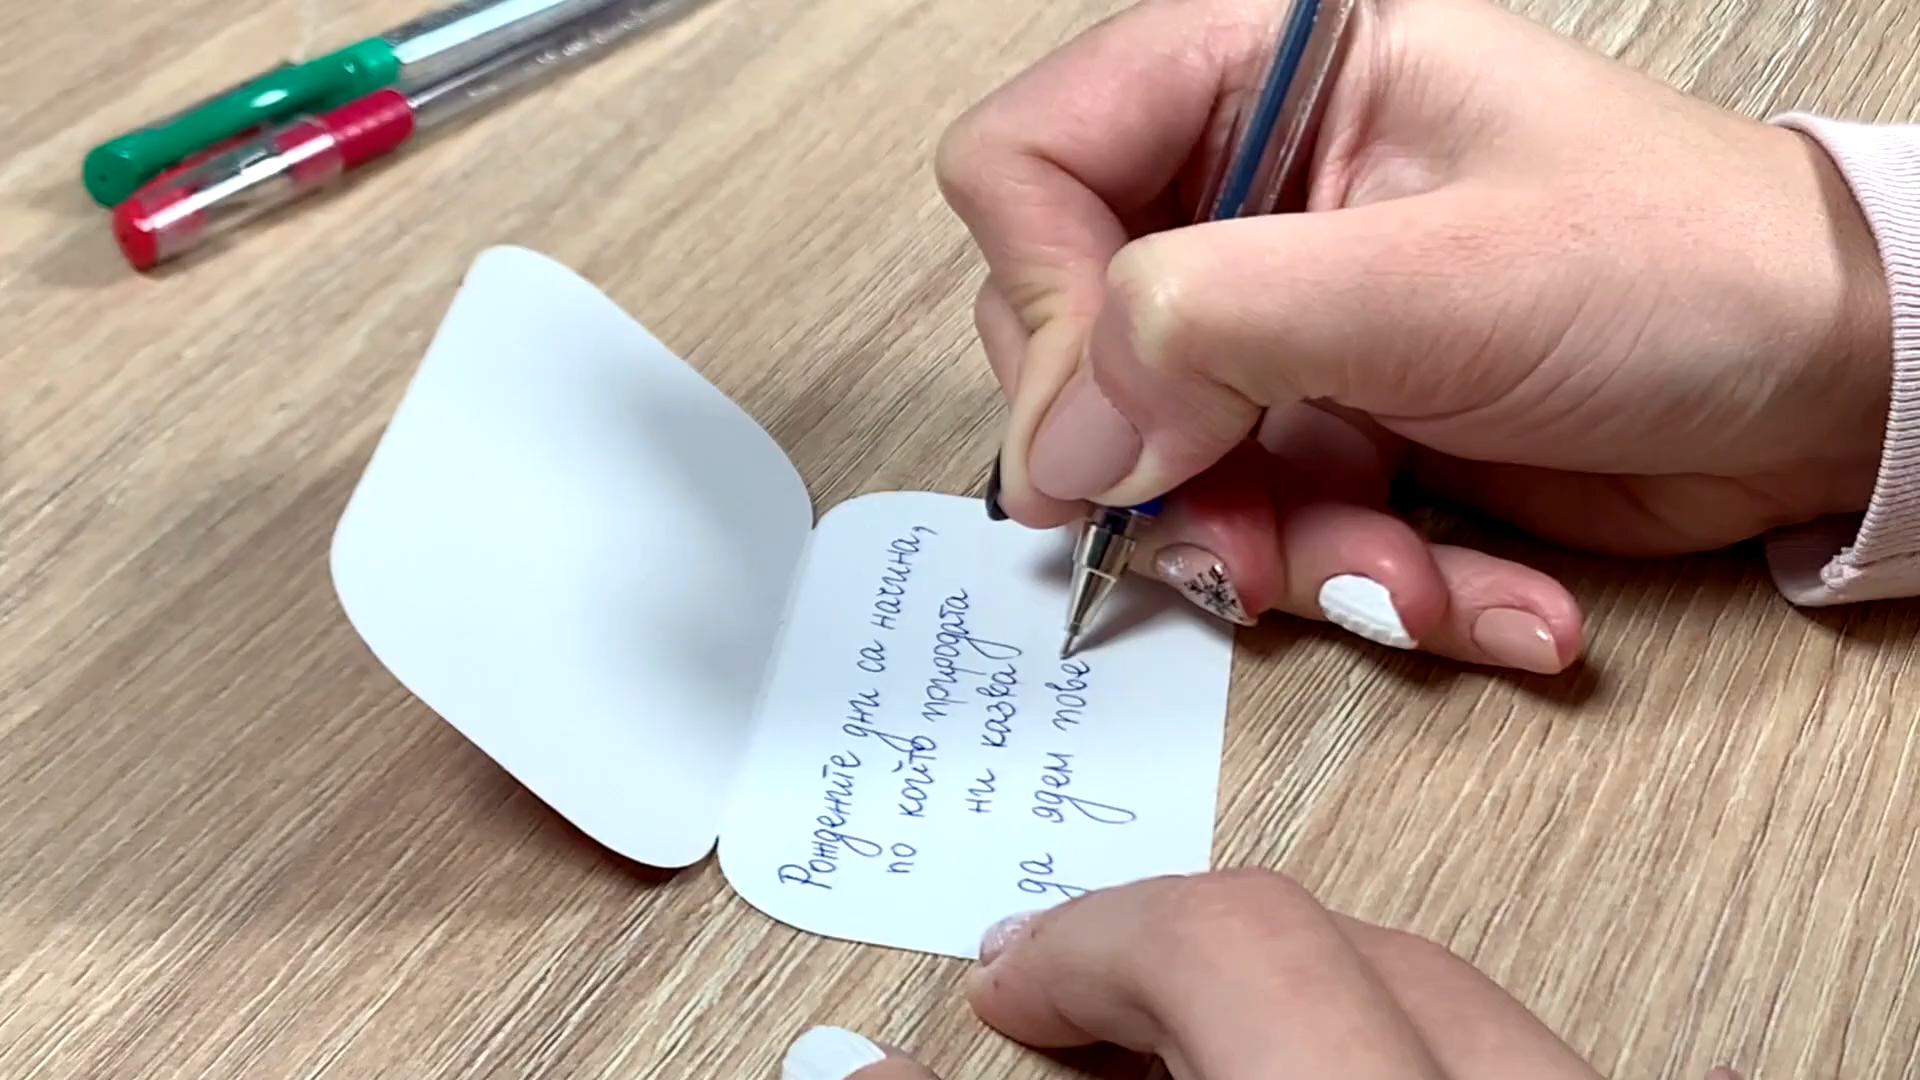 Рождените дни са начина,
по който природата
ни казва
да ядем пове